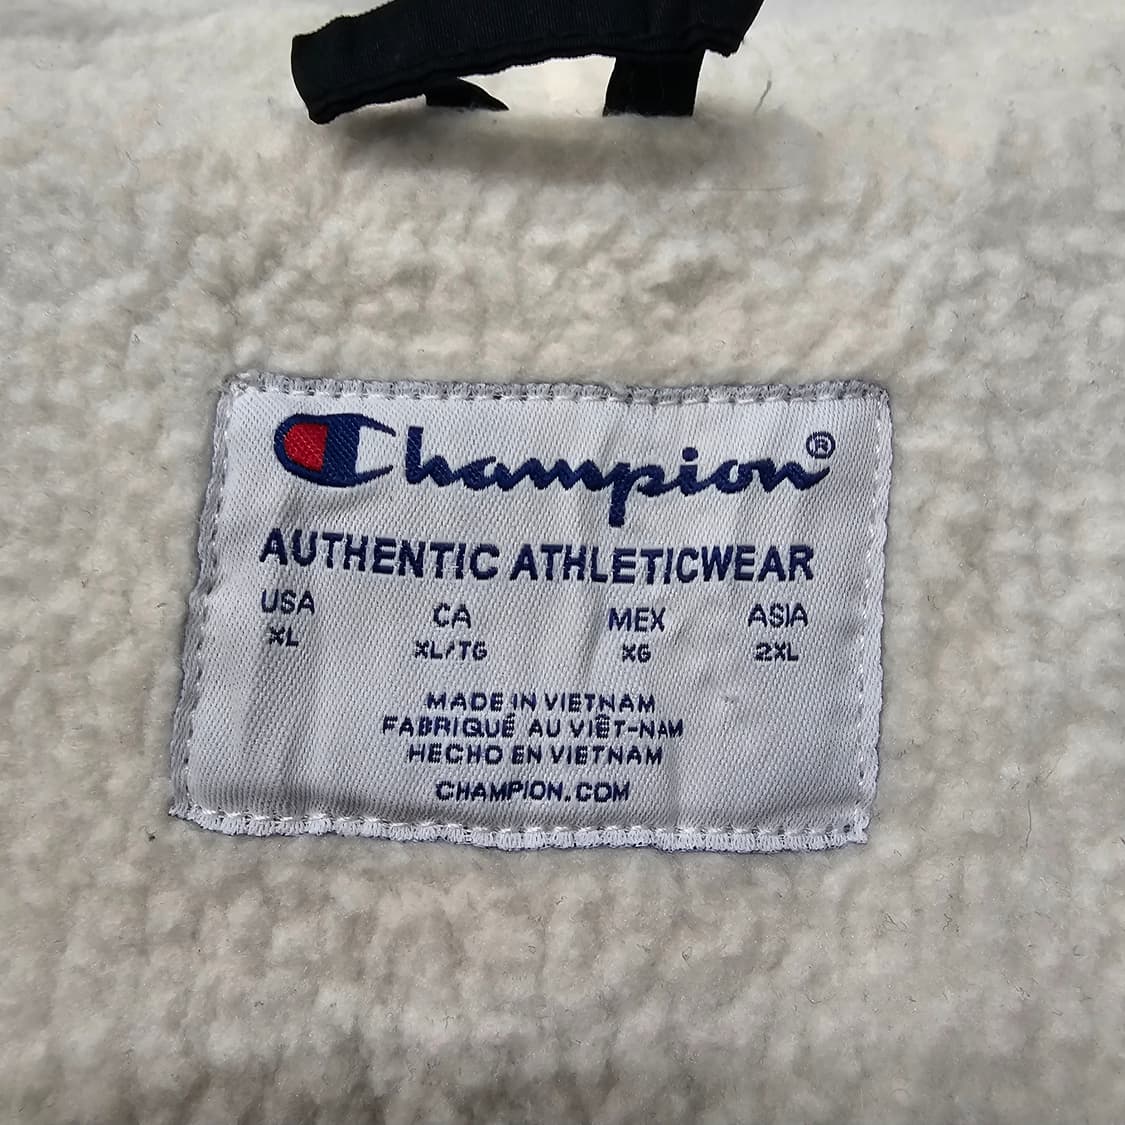 Champion®
AUTHENTIC ATHLETICWEAR
USA CA MEX ASIA
XL XL/TG XG 2XL
MADE IN VIETNAM
FABRIQUÉ AU VIÊT-NAM
HECHO EN VIETNAM
CHAMPION.COM